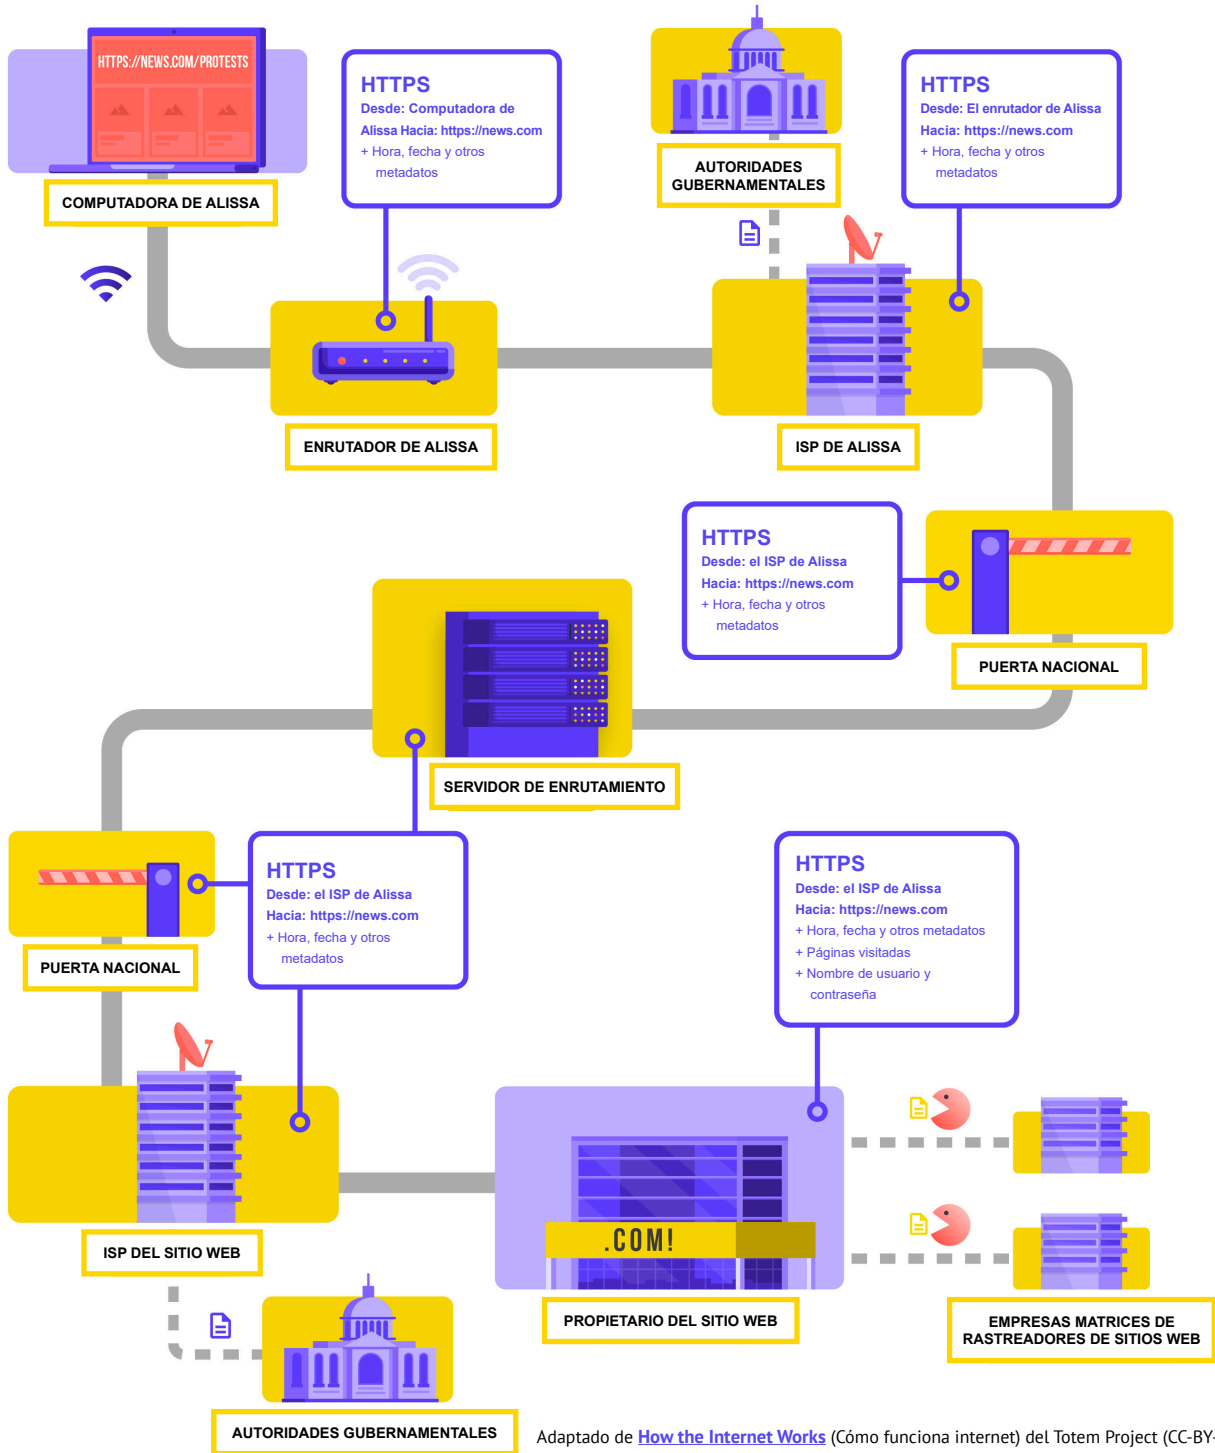 HTTPS://NEWS.COM/PROTESTS
COMPUTADORA DE ALISSA
HTTPS
Desde: Computadora de
Alissa Hacia: https://news.com
+ Hora, fecha y otros
metadatos
AUTORIDADES
GUBERNAMENTALES
HTTPS
Desde: El enrutador de Alissa
Hacia: https://news.com
+ Hora, fecha y otros
metadatos
ENRUTADOR DE ALISSA
ISP DE ALISSA
HTTPS
Desde: el ISP de Alissa
Hacia: https://news.com
+ Hora, fecha y otros
metadatos
PUERTA NACIONAL
SERVIDOR DE ENRUTAMIENTO
PUERTA NACIONAL
HTTPS
Desde: el ISP de Alissa
Hacia: https://news.com
+ Hora, fecha y otros
metadatos
HTTPS
Desde: el ISP de Alissa
Hacia: https://news.com
+ Hora, fecha y otros metadatos
+ Páginas visitadas
+ Nombre de usuario y
contraseña
ISP DEL SITIO WEB
.COM!
PROPIETARIO DEL SITIO WEB
EMPRESAS MATRICES DE
RASTREADORES DE SITIOS WEB
AUTORIDADES GUBERNAMENTALES
Adaptado de How the Internet Works (Cómo funciona internet) del Totem Project (CC-BY-